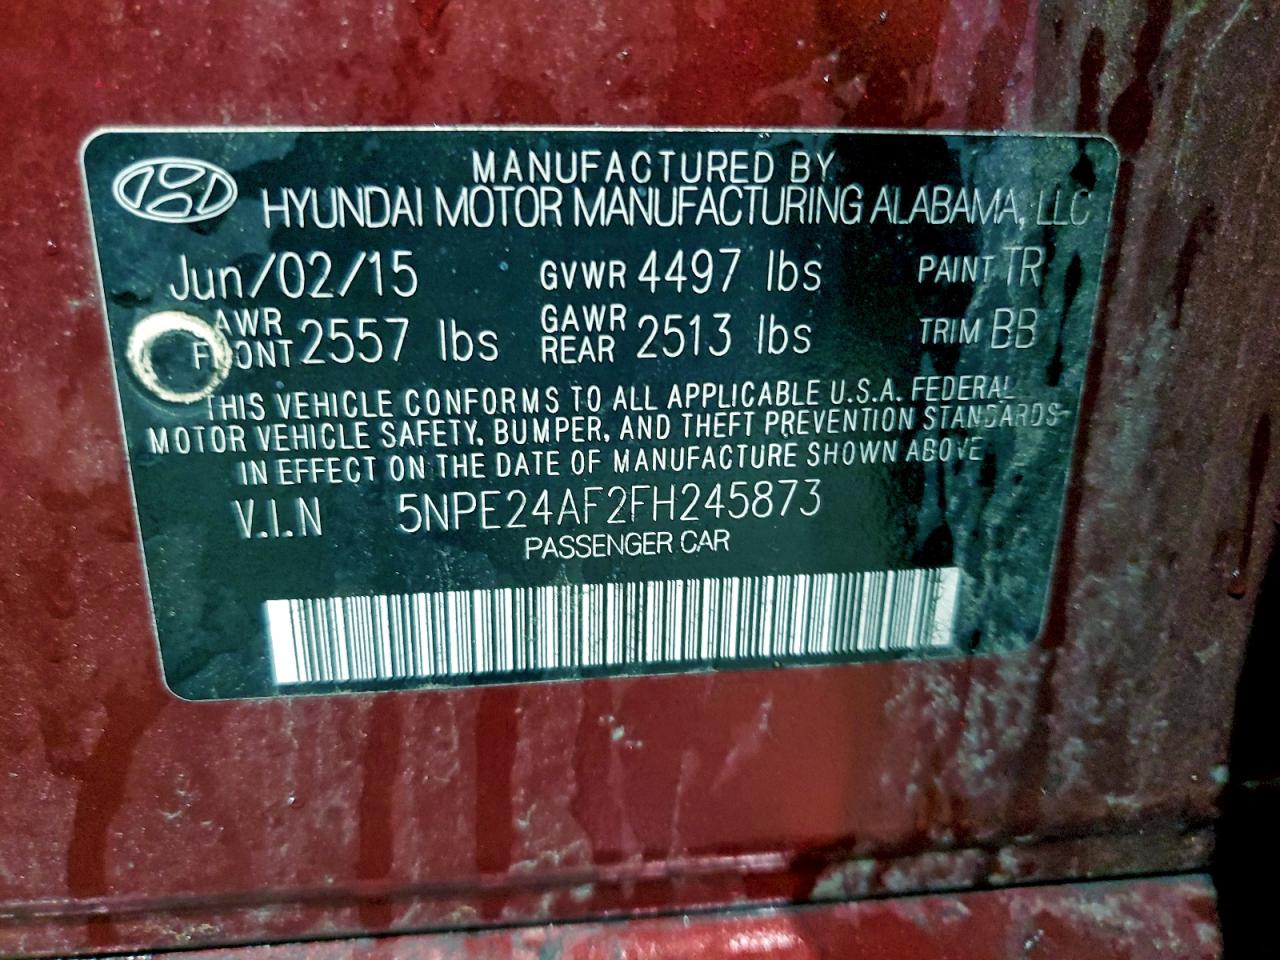 MANUFACTURED BY
HYUNDAI MOTOR MANUFACTURING ALABAMA, LLC
Jun/02/15 GVWR 4497 lbs PAINT TR
AWR FRONT 2557 lbs GAWR REAR 2513 lbs TRIM BB
THIS VEHICLE CONFORMS TO ALL APPLICABLE U.S.A. FEDERAL
MOTOR VEHICLE SAFETY, BUMPER, AND THEFT PREVENTION STANDARDS
IN EFFECT ON THE DATE OF MANUFACTURE SHOWN ABOVE
V.I.N 5NPE24AF2FH245873
PASSENGER CAR